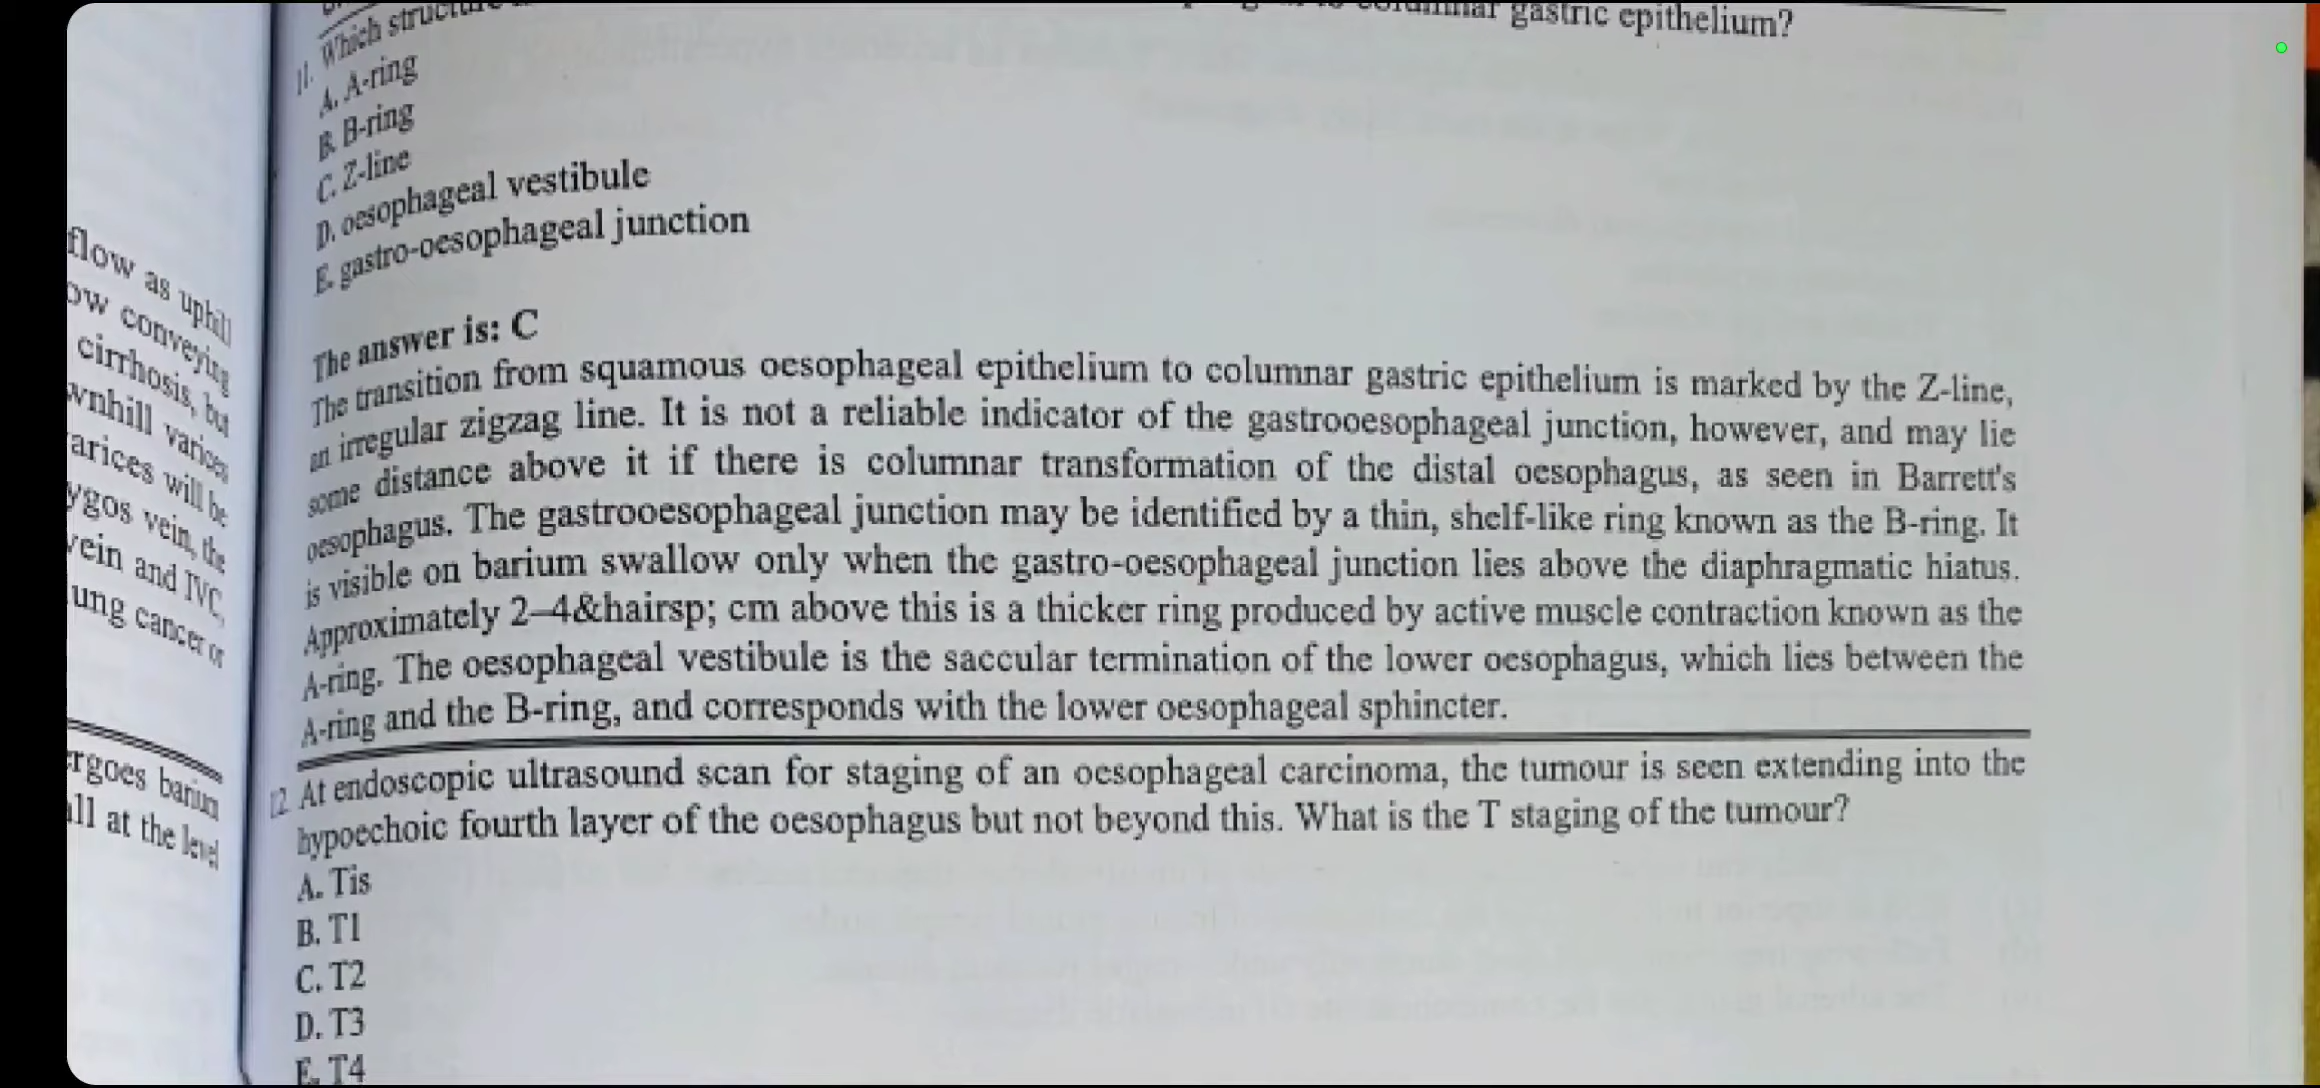 flow as uphill
ow conveying
cirrhosis, but
wnhill varices
arices will be
ygos vein, the
vein and IVC,
ung cancer or
rgoes barium
ll at the level
11. Which structure columnar gastric epithelium?
A. A-ring
B. B-ring
C. Z-line
D. oesophageal vestibule
E. gastro-oesophageal junction
The answer is: C
The transition from squamous oesophageal epithelium to columnar gastric epithelium is marked by the Z-line,
an irregular zigzag line. It is not a reliable indicator of the gastrooesophageal junction, however, and may lie
some distance above it if there is columnar transformation of the distal oesophagus, as seen in Barrett's
oesophagus. The gastrooesophageal junction may be identified by a thin, shelf-like ring known as the B-ring. It
is visible on barium swallow only when the gastro-oesophageal junction lies above the diaphragmatic hiatus.
Approximately 2–4&hairsp; cm above this is a thicker ring produced by active muscle contraction known as the
A-ring. The oesophageal vestibule is the saccular termination of the lower oesophagus, which lies between the
A-ring and the B-ring, and corresponds with the lower oesophageal sphincter.
12 At endoscopic ultrasound scan for staging of an oesophageal carcinoma, the tumour is seen extending into the
hypoechoic fourth layer of the oesophagus but not beyond this. What is the T staging of the tumour?
A. Tis
B. T1
C. T2
D. T3
E. T4